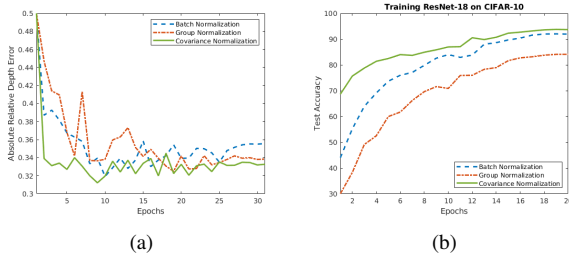 0.5
0.48
0.46
0.44
0.42
0.4
0.38
0.36
0.34
0.32
0.3
Absolute Relative Depth Error
Batch Normalization
Group Normalization
Covariance Normalization
5 10 15 20 25 30
Epochs
(a)
Training ResNet-18 on CIFAR-10
100
90
80
70
60
50
40
30
Test Accuracy
Batch Normalization
Group Normalization
Covariance Normalization
2 4 6 8 10 12 14 16 18 20
Epochs
(b)